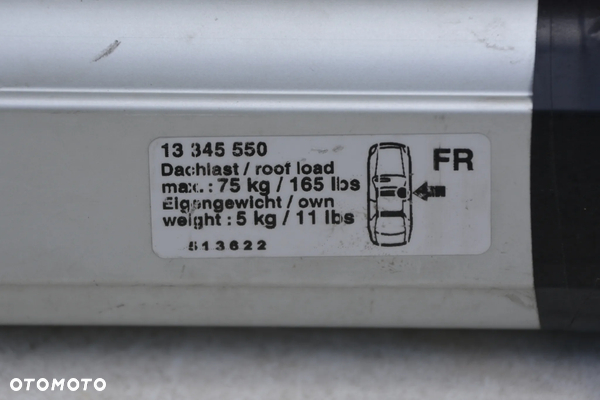 13 345 550
Dachlast / roof load
max. : 75 kg / 165 lbs
Eigengewicht / own
weight : 5 kg / 11 lbs
513622
FR
OTOMOTO